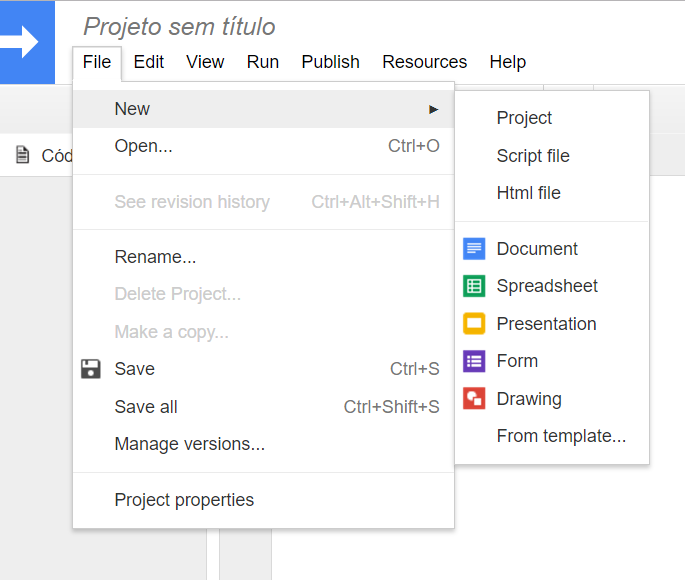 Projeto sem título
File Edit View Run Publish Resources Help
New
Open... Ctrl+O
See revision history Ctrl+Alt+Shift+H
Rename...
Delete Project...
Make a copy...
Save Ctrl+S
Save all Ctrl+Shift+S
Manage versions...
Project properties
Project
Script file
Html file
Document
Spreadsheet
Presentation
Form
Drawing
From template...
Cód